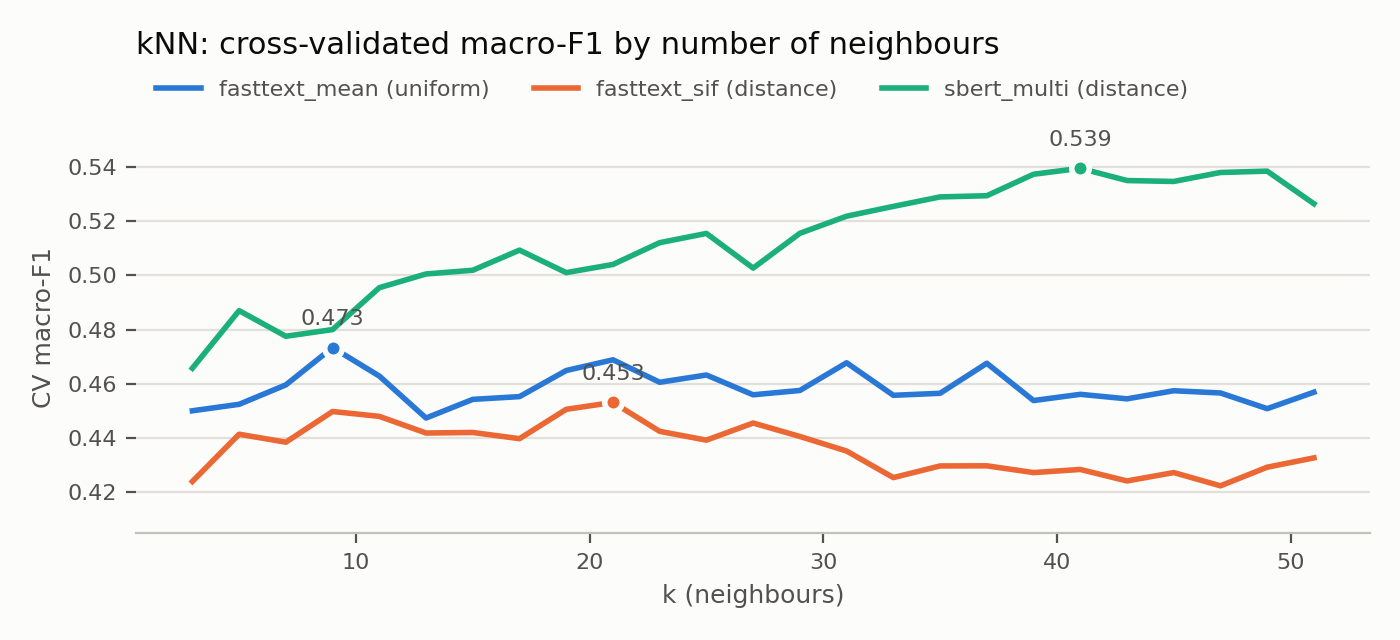 kNN: cross-validated macro-F1 by number of neighbours
fasttext_mean (uniform) fasttext_sif (distance) sbert_multi (distance)
0.539
0.54
0.52
0.50
0.473
0.48
0.453
0.46
0.44
0.42
CV macro-F1
10 20 30 40 50
k (neighbours)